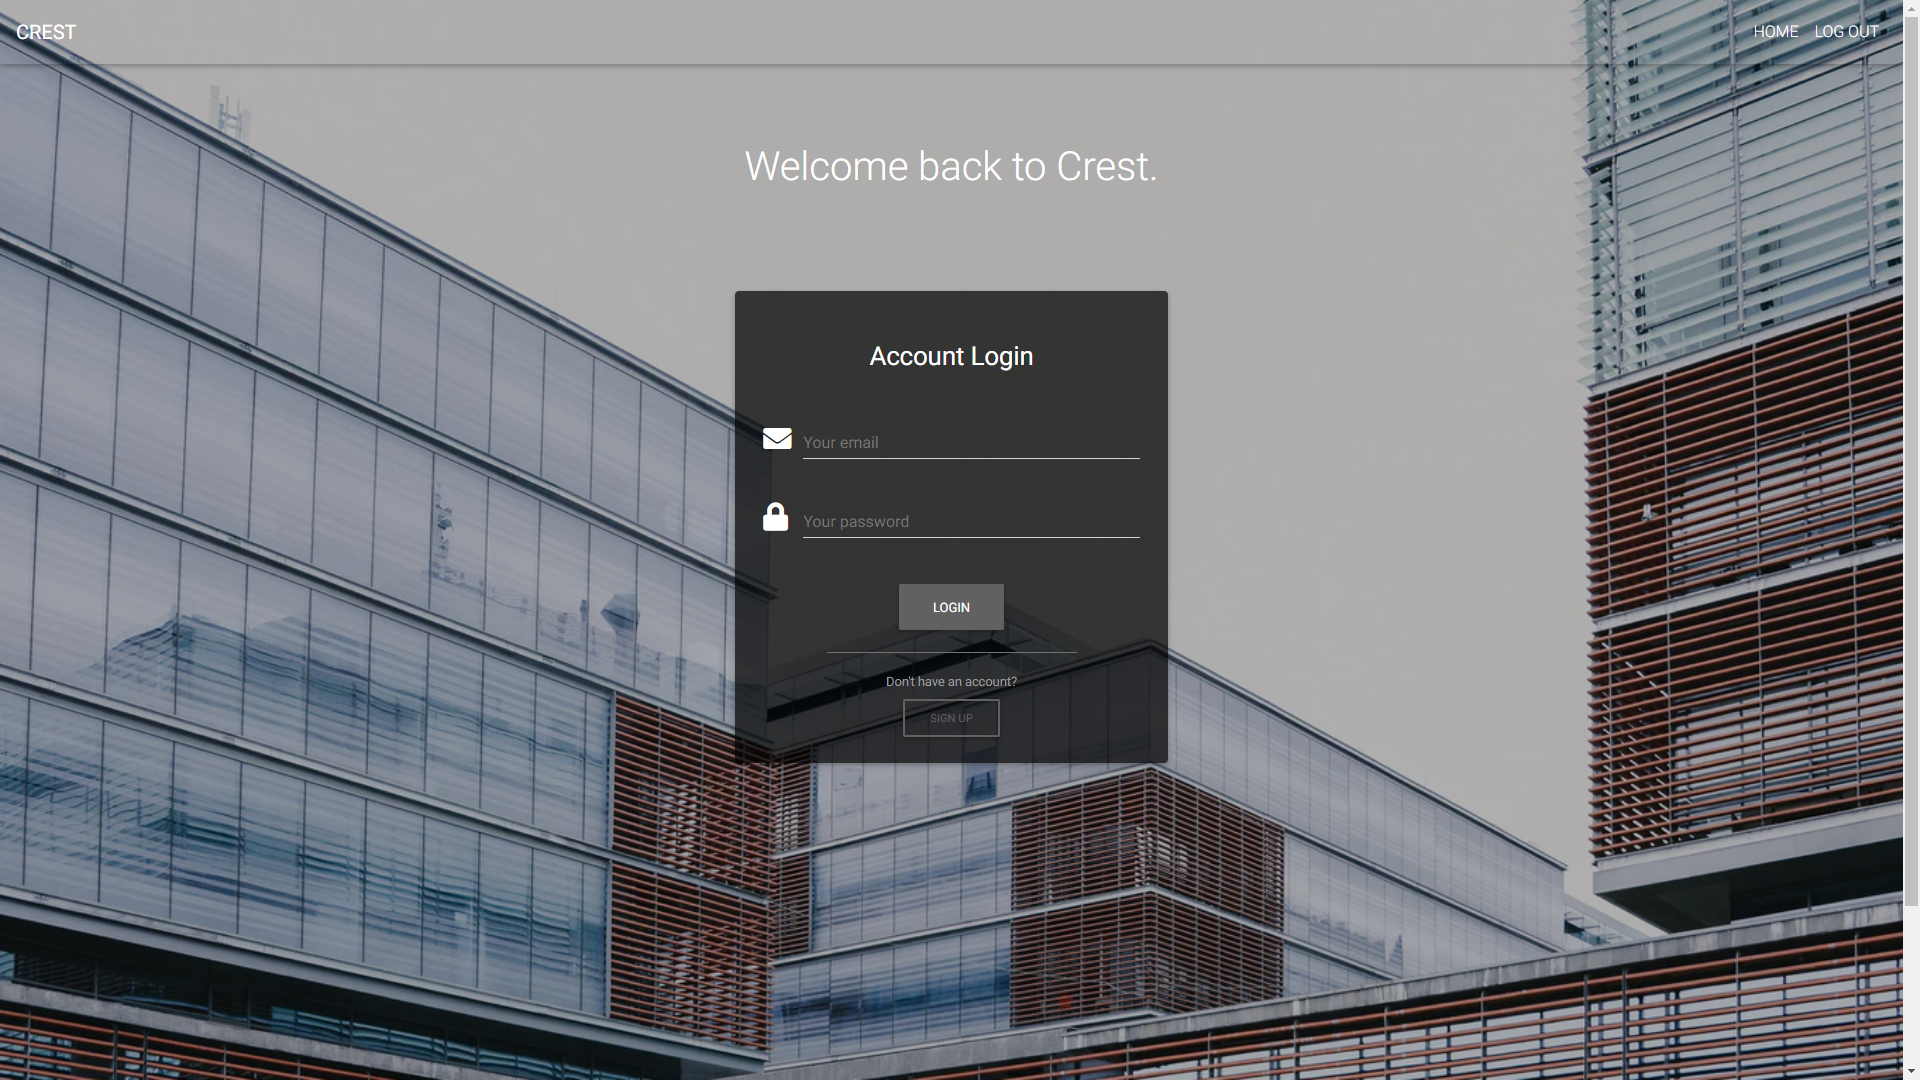 CREST
HOME LOG OUT
Welcome back to Crest.
Account Login
Your email
Your password
LOGIN
Don't have an account?
SIGN UP